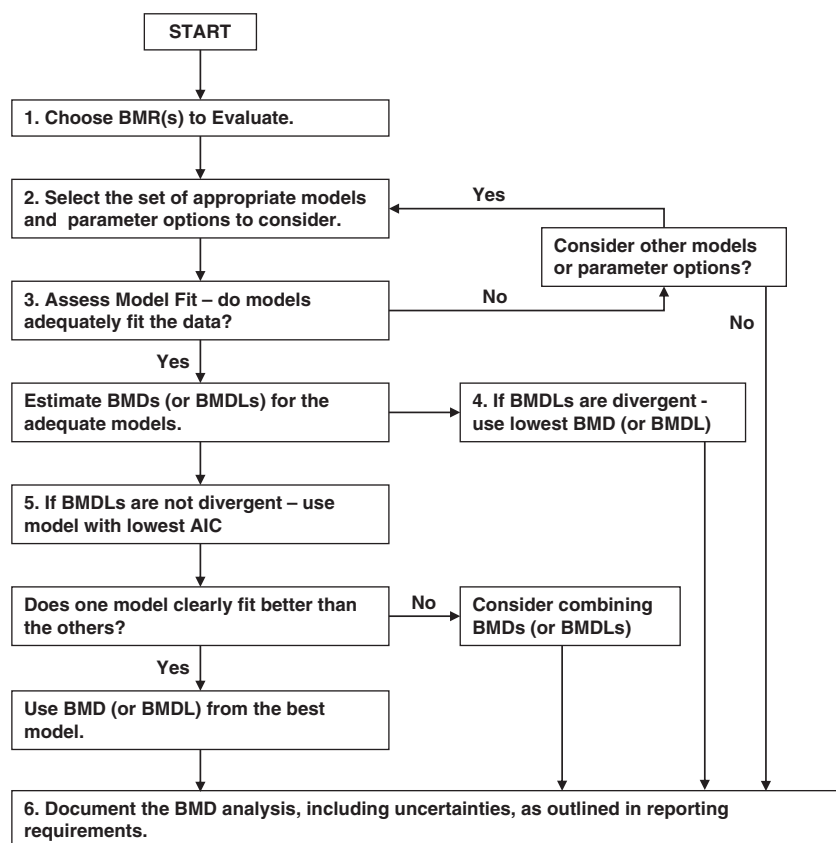 START
1. Choose BMR(s) to Evaluate.
2. Select the set of appropriate models
and parameter options to consider.
Yes
Consider other models
or parameter options?
3. Assess Model Fit – do models
adequately fit the data?
No
No
Yes
Estimate BMDs (or BMDLs) for the
adequate models.
4. If BMDLs are divergent -
use lowest BMD (or BMDL)
5. If BMDLs are not divergent – use
model with lowest AIC
Does one model clearly fit better than
the others?
No
Consider combining
BMDs (or BMDLs)
Yes
Use BMD (or BMDL) from the best
model.
6. Document the BMD analysis, including uncertainties, as outlined in reporting
requirements.